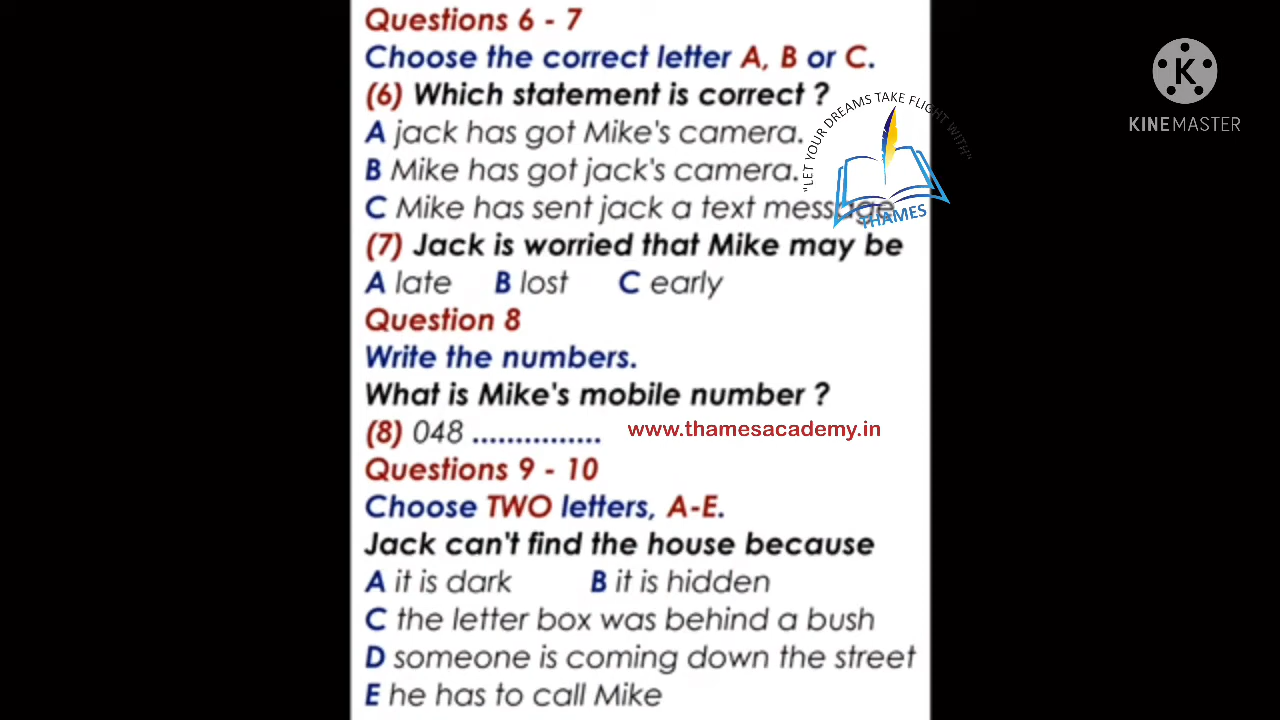 Questions 6 - 7
Choose the correct letter A, B or C.
(6) Which statement is correct ?
A jack has got Mike's camera.
B Mike has got jack's camera.
C Mike has sent jack a text message
(7) Jack is worried that Mike may be
A late B lost C early
Question 8
Write the numbers.
What is Mike's mobile number ?
(8) 048 ...............
www.thamesacademy.in
Questions 9 - 10
Choose TWO letters, A-E.
Jack can't find the house because
A it is dark B it is hidden
C the letter box was behind a bush
D someone is coming down the street
E he has to call Mike
"LET YOUR DREAMS TAKE FLIGHT WITH"
THAMES
K
KINEMASTER